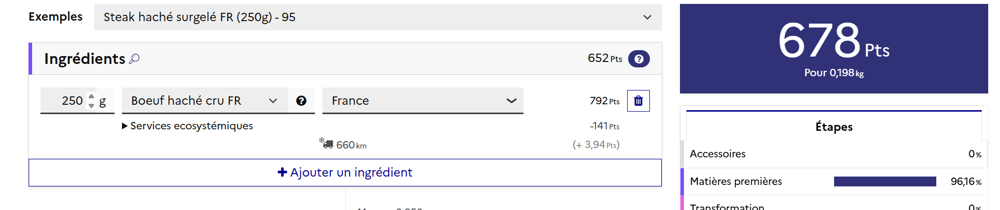 Exemples
Steak haché surgelé FR (250g) - 95
Ingrédients
652 Pts
250 g
Boeuf haché cru FR
France
792 Pts
Services ecosystémiques
-141 Pts
660 km
(+ 3,94 Pts)
Ajouter un ingrédient
678 Pts
Pour 0,198 kg
Étapes
Accessoires
0 %
Matières premières
96,16 %
Transformation
0 %